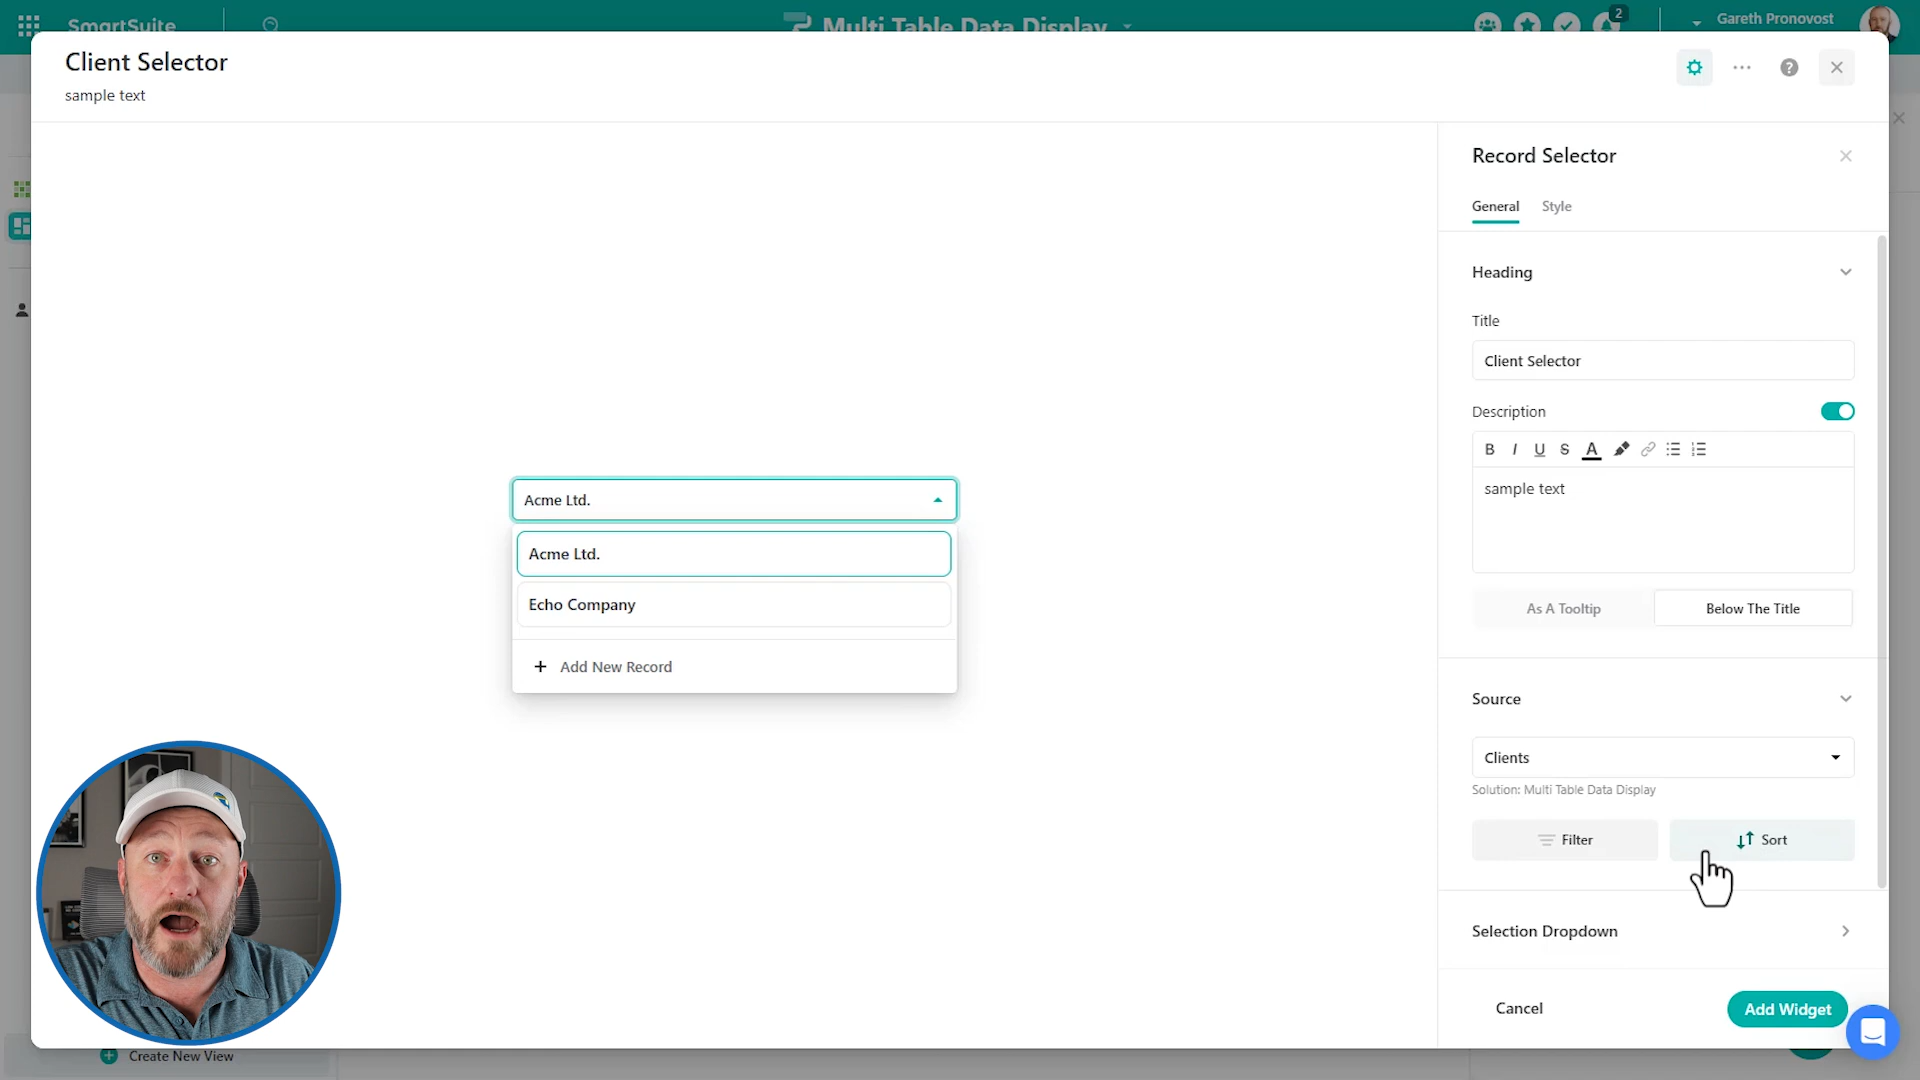 SmartSuite
Multi Table Data Display
2
Gareth Pronovost
Client Selector
sample text
Record Selector
General
Style
Heading
Title
Client Selector
Description
B I U S A
sample text
As A Tooltip
Below The Title
Acme Ltd.
Acme Ltd.
Echo Company
+ Add New Record
Source
Clients
Solution: Multi Table Data Display
Filter
Sort
Selection Dropdown
Cancel
Add Widget
Create New View